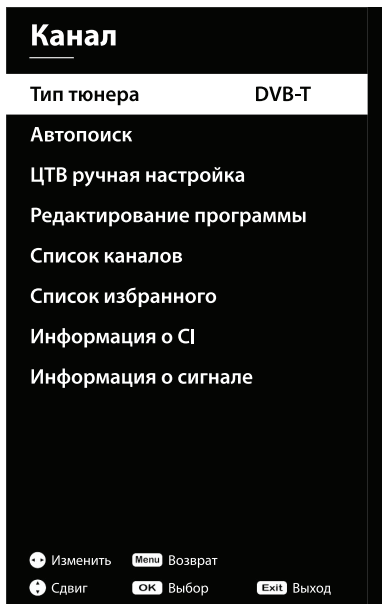 Канал
Тип тюнера DVB-T
Автопоиск
ЦТВ ручная настройка
Редактирование программы
Список каналов
Список избранного
Информация о CI
Информация о сигнале
Изменить Menu Возврат
Сдвиг OK Выбор Exit Выход